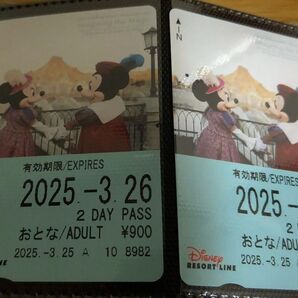 有効期限/EXPIRES
2025.-3.26
2 DAY PASS
おとな/ADULT ¥900
2025.-3.25 A 10 8982
LINE
↑IN
有効期限/EXPIRES
2025.-
2
おとな/ADULT
2025.-3.25 A
Disney
RESORT LINE